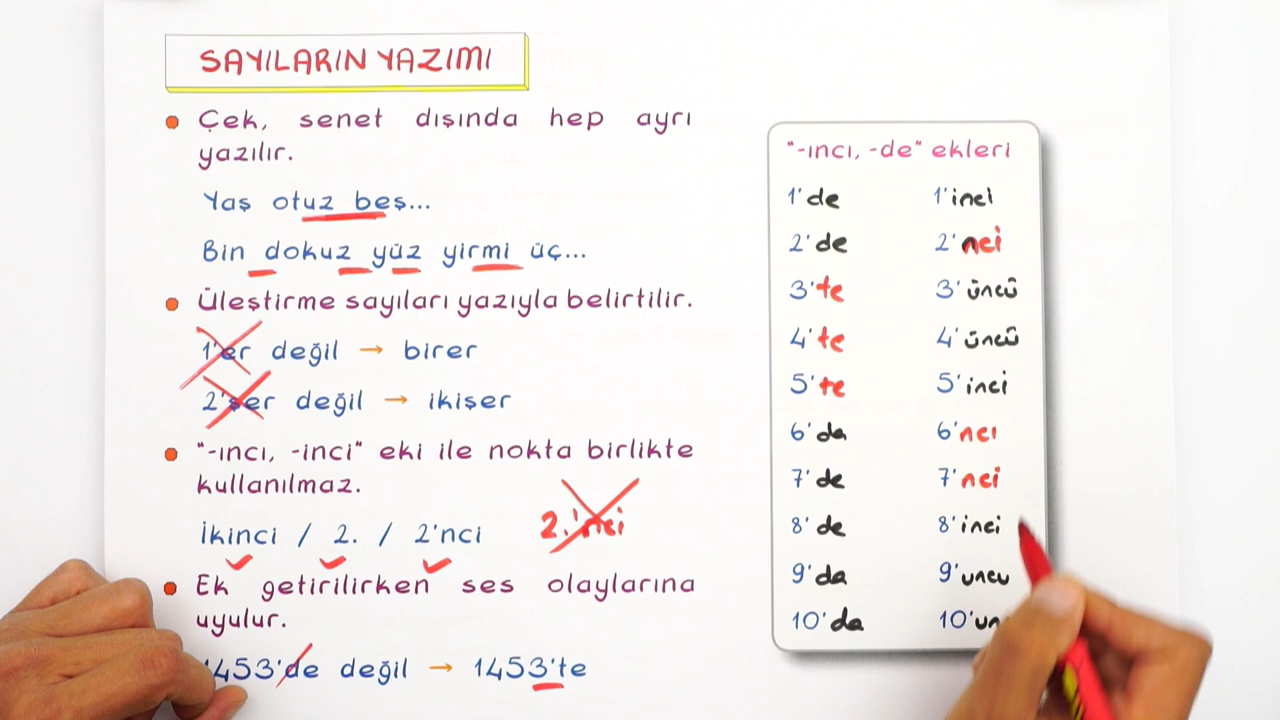 SAYILARIN YAZIMI
Çek, senet dışında hep ayrı
yazılır.
Yaş otuz beş...
Bin dokuz yüz yirmi üç...
Üleştirme sayıları yazıyla belirtilir.
1'er değil → birer
2'şer değil → ikişer
"-ıncı, -inci" eki ile nokta birlikte
kullanılmaz.
İkinci / 2. / 2'nci 2.'nci
Ek getirilirken ses olaylarına
uyulur.
1453'de değil → 1453'te
"-ıncı, -de" ekleri
1'de 1'inci
2'de 2'nci
3'te 3'üncü
4'te 4'üncü
5'te 5'inci
6'da 6'ncı
7'de 7'nci
8'de 8'inci
9'da 9'uncu
10'da